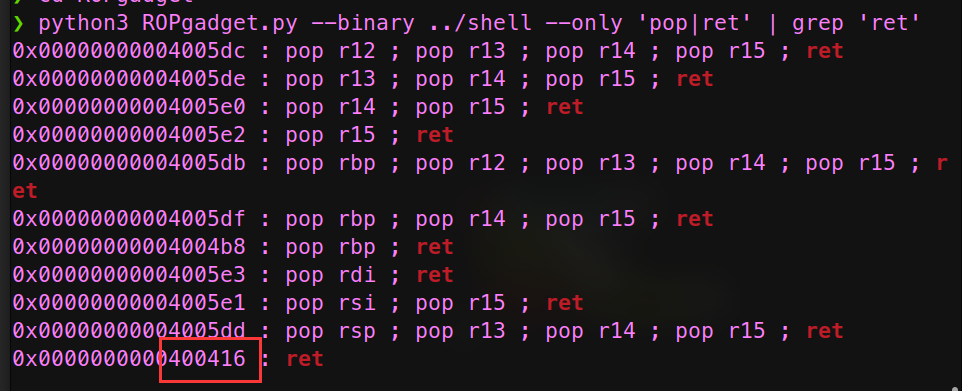 ❯ python3 ROPgadget.py --binary ../shell --only 'pop|ret' | grep 'ret'
0x00000000004005dc : pop r12 ; pop r13 ; pop r14 ; pop r15 ; ret
0x00000000004005de : pop r13 ; pop r14 ; pop r15 ; ret
0x00000000004005e0 : pop r14 ; pop r15 ; ret
0x00000000004005e2 : pop r15 ; ret
0x00000000004005db : pop rbp ; pop r12 ; pop r13 ; pop r14 ; pop r15 ; r
et
0x00000000004005df : pop rbp ; pop r14 ; pop r15 ; ret
0x00000000004004b8 : pop rbp ; ret
0x00000000004005e3 : pop rdi ; ret
0x00000000004005e1 : pop rsi ; pop r15 ; ret
0x00000000004005dd : pop rsp ; pop r13 ; pop r14 ; pop r15 ; ret
0x0000000000400416 : ret